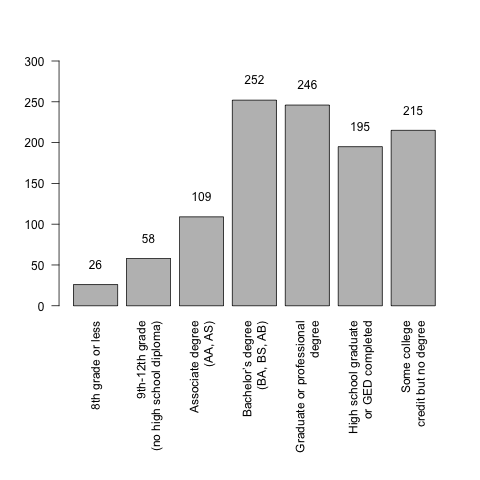 300
250
200
150
100
50
0
26
58
109
252
246
195
215
8th grade or less
9th-12th grade
(no high school diploma)
Associate degree
(AA, AS)
Bachelor's degree
(BA, BS, AB)
Graduate or professional
degree
High school graduate
or GED completed
Some college
credit but no degree